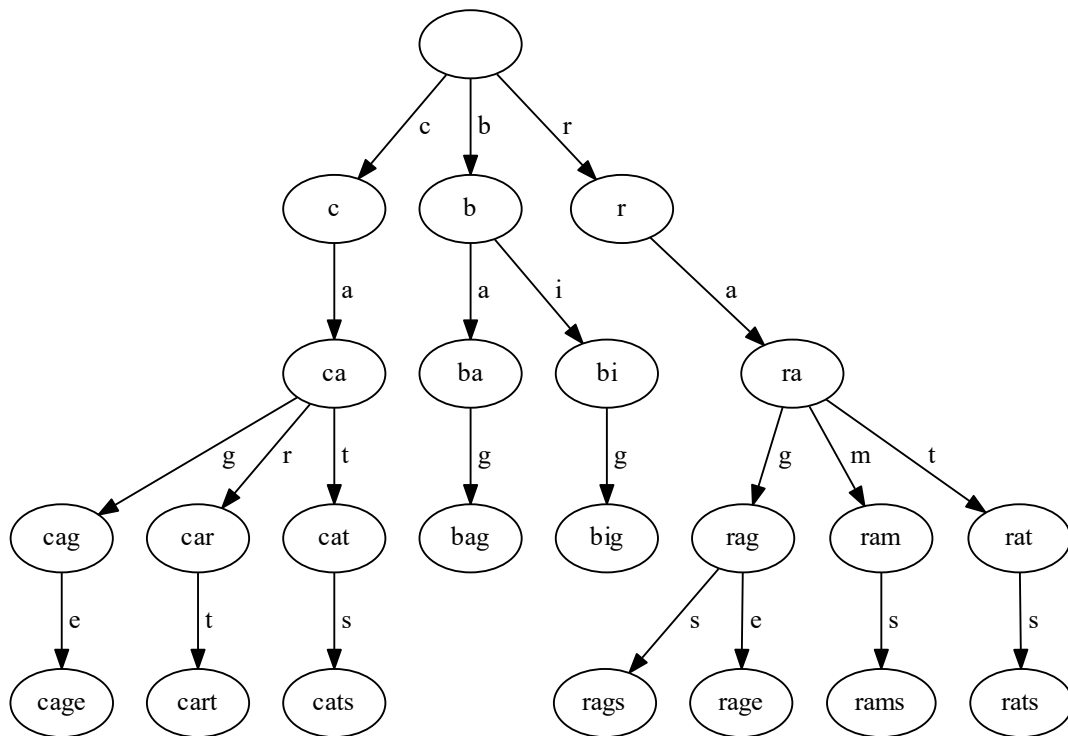 c b r
c b r
a a i a
ca ba bi ra
g r t g g g m t
cag car cat bag big rag ram rat
e t s s e s s
cage cart cats rags rage rams rats